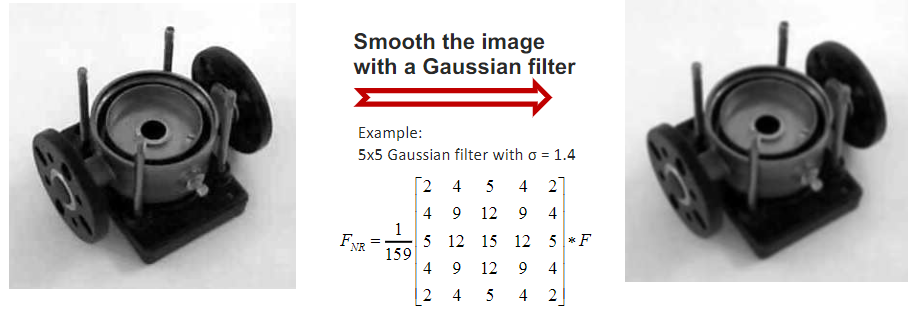 Smooth the image
with a Gaussian filter
Example:
5x5 Gaussian filter with σ = 1.4
2 4 5 4 2
4 9 12 9 4
F_NR = 1/159 5 12 15 12 5 * F
4 9 12 9 4
2 4 5 4 2